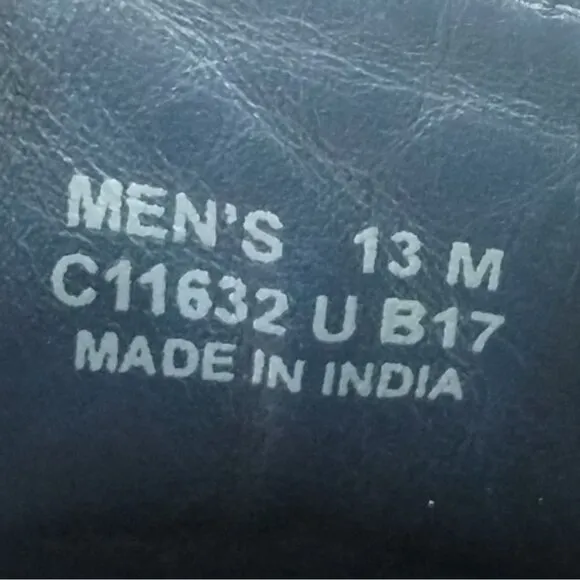 MEN'S 13 M
C11632 U B17
MADE IN INDIA